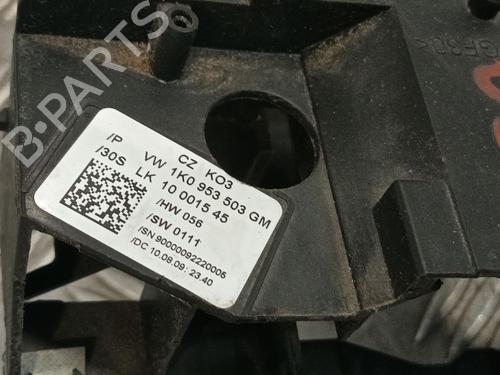 B-PARTS
CZ KO3
/P VW 1K0 953 503 GM
/30S LK 10 0015 45
/HW 056
/SW 0111
/SN 90000092220005
/DC 10.09.09 : 23.40